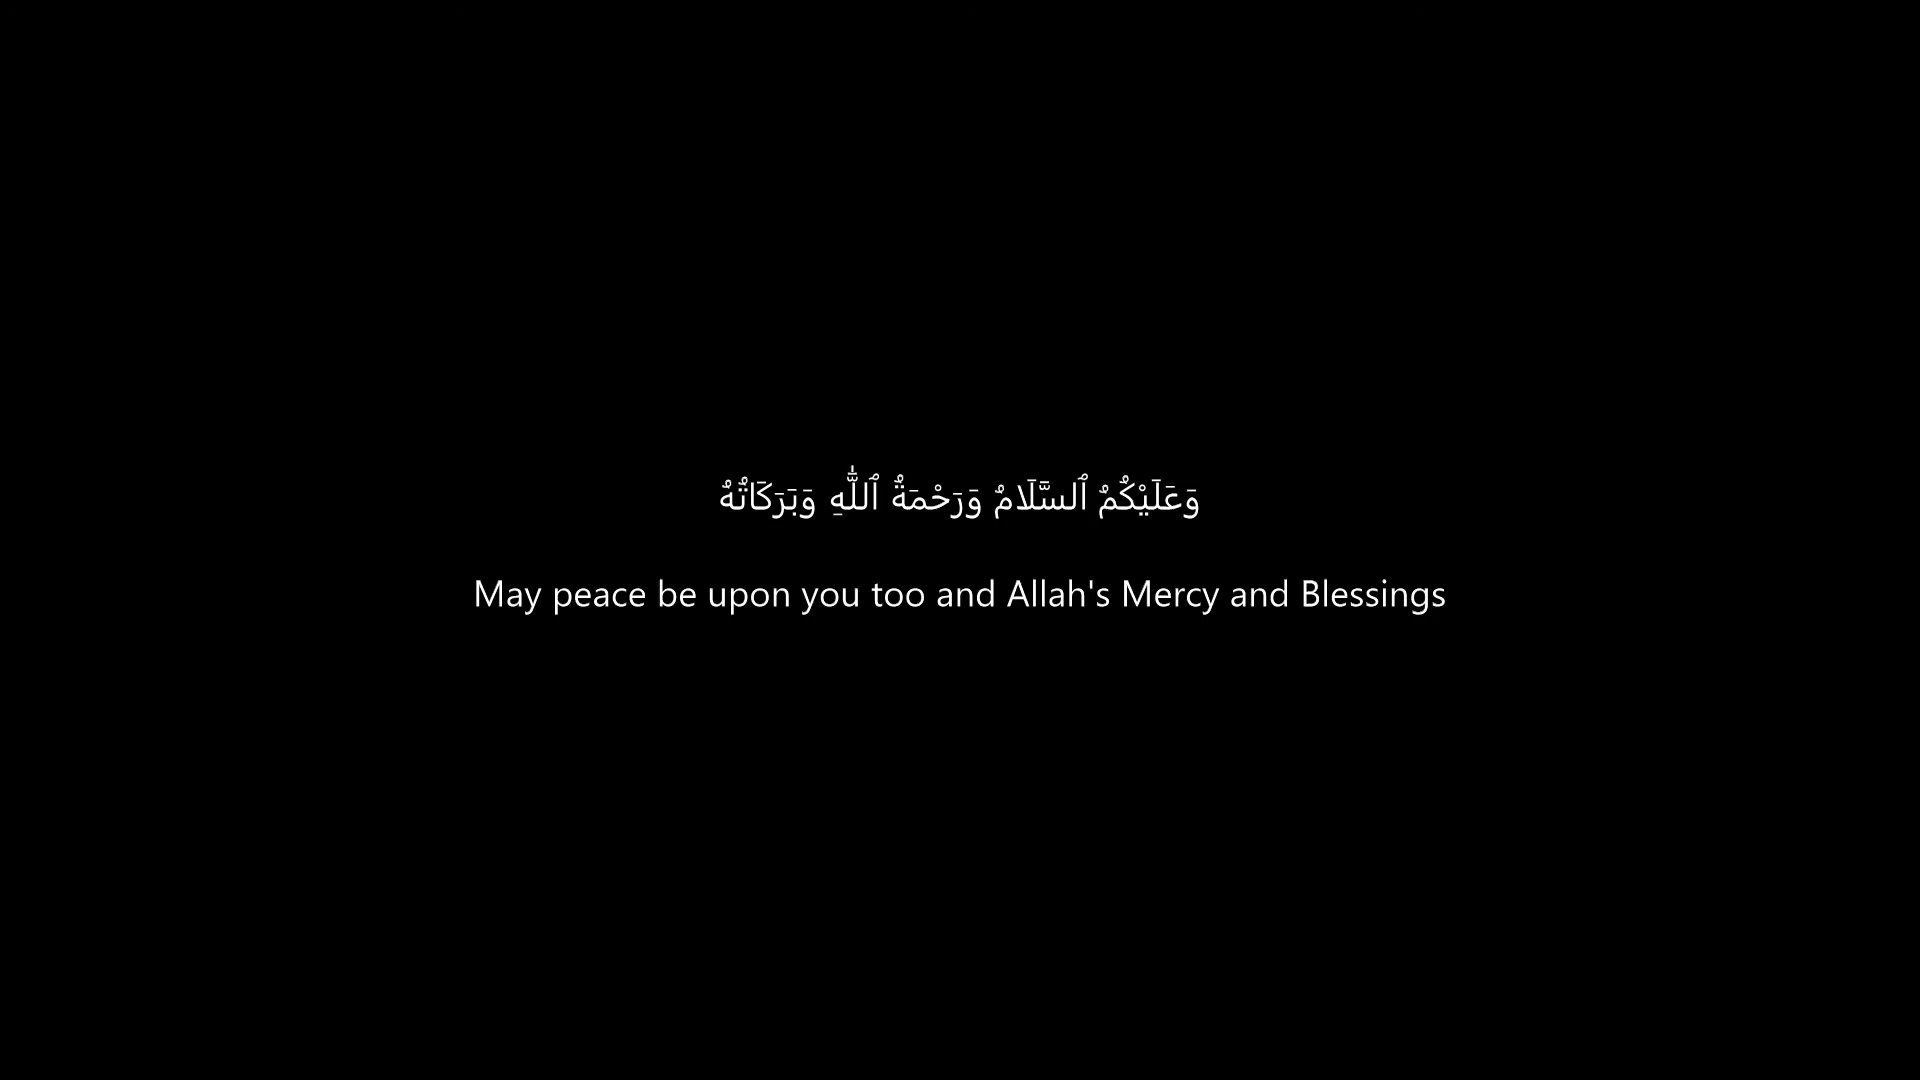 وَعَلَيْكُمُ ٱلسَّلَامُ وَرَحْمَةُ ٱللَّٰهِ وَبَرَكَاتُهُ
May peace be upon you too and Allah's Mercy and Blessings